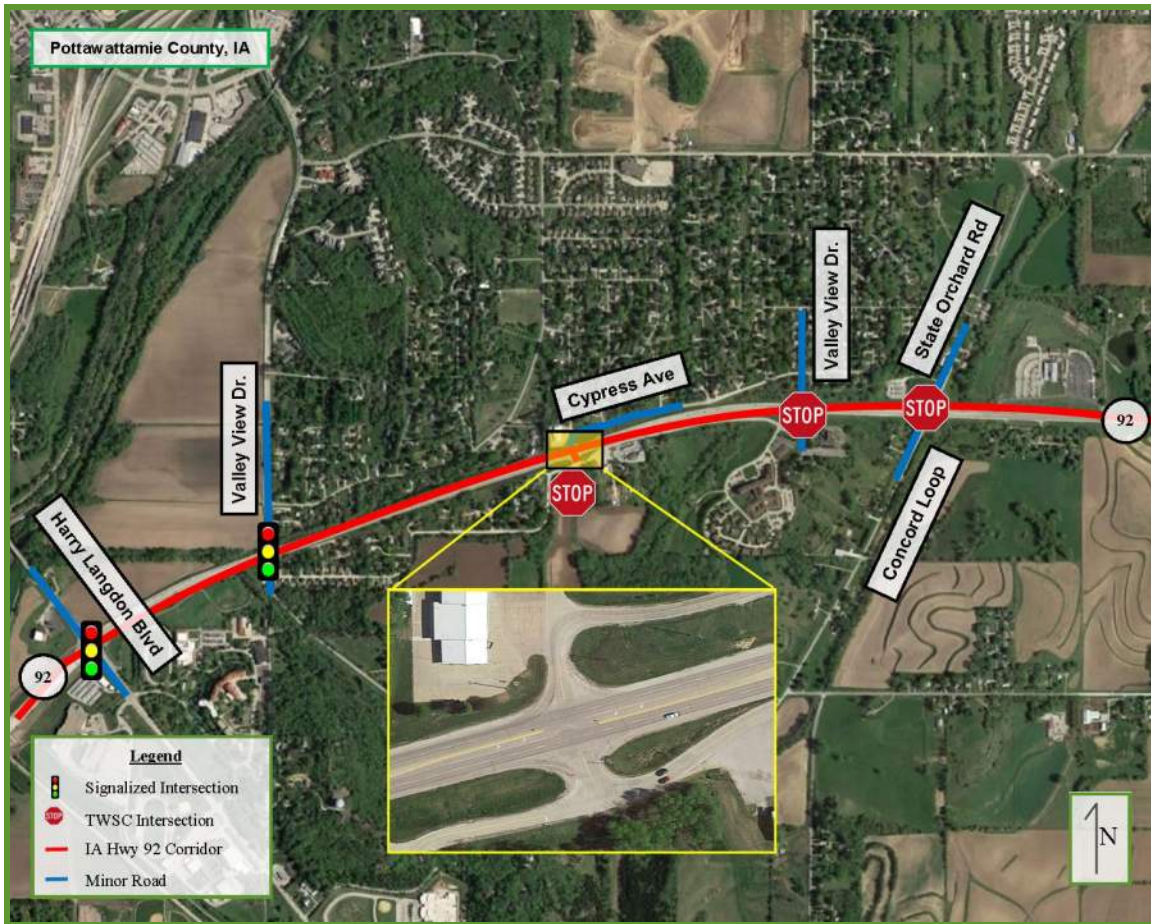 Pottawattamie County, IA
State Orchard Rd
Valley View Dr.
Cypress Ave
Valley View Dr.
STOP
STOP
92
STOP
Concord Loop
Harry Langdon Blvd
92
Legend
Signalized Intersection
STOP
TWSC Intersection
IA Hwy 92 Corridor
Minor Road
N